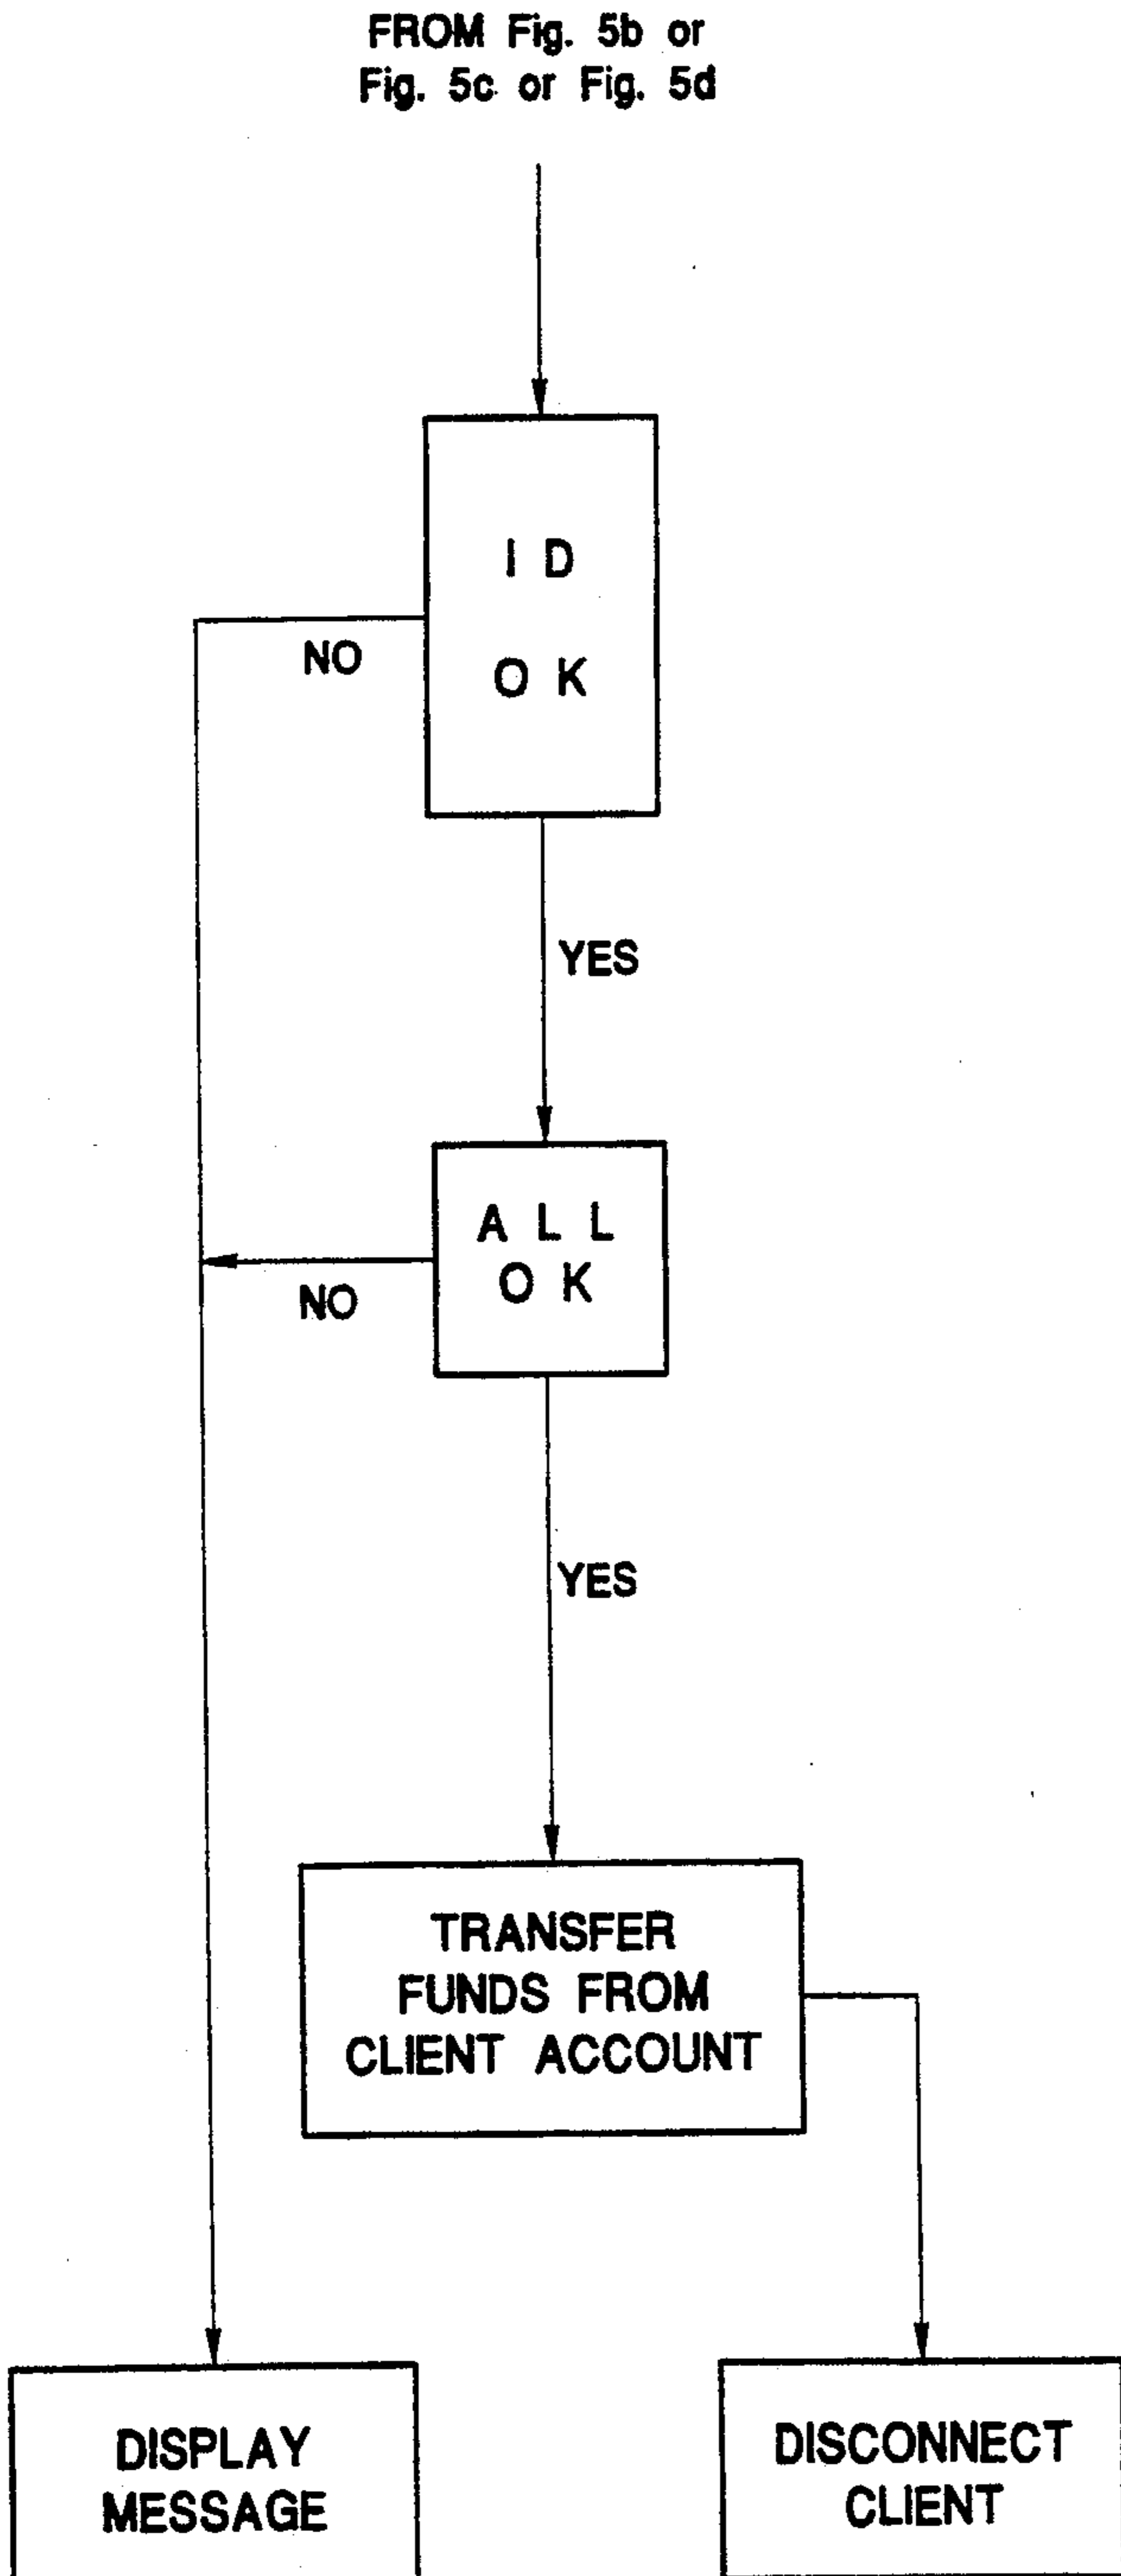 FROM Fig. 5b or
Fig. 5c or Fig. 5d
I D
O K
NO
YES
A L L
O K
NO
YES
TRANSFER
FUNDS FROM
CLIENT ACCOUNT
DISPLAY
MESSAGE
DISCONNECT
CLIENT